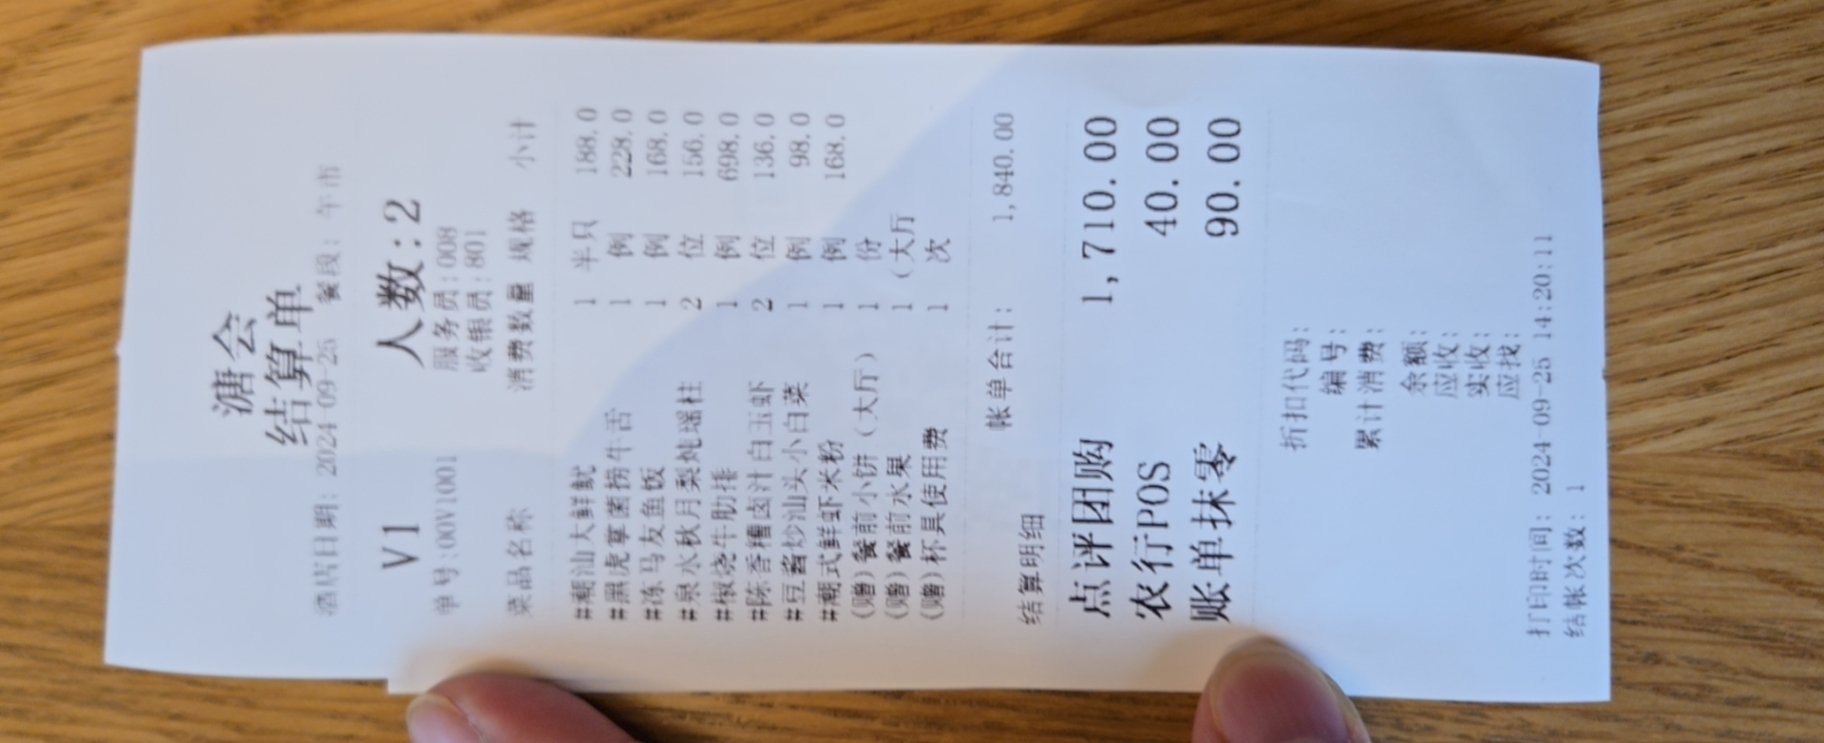 溏会
结算单
酒店日期: 2024-09-25 餐段: 午市
V1 人数:2
单号:00V1001 服务员:008
收银员:801
菜品名称 消费数量 规格 小计
#潮汕大鲜鱿 1 半只 188.0
#黑虎掌菌捞牛舌 1 例 228.0
#冻马友鱼饭 1 例 168.0
#泉水秋月梨炖瑶柱 2 位 156.0
#椒烧牛肋排 1 例 698.0
#陈香糟卤汁白玉虾 2 位 136.0
#豆酱炒汕头小白菜 1 例 98.0
#潮式鲜虾米粉 1 例 168.0
(赠)餐前小饼(大厅) 1 份
(赠)餐前水果 1 (大厅
(赠)杯具使用费 1 次
帐单合计: 1,840.00
结算明细
点评团购 1,710.00
农行POS 40.00
账单抹零 90.00
折扣代码:
编号:
累计消费:
余额:
应收:
实收:
应找:
打印时间: 2024-09-25 14:20:11
结帐次数: 1